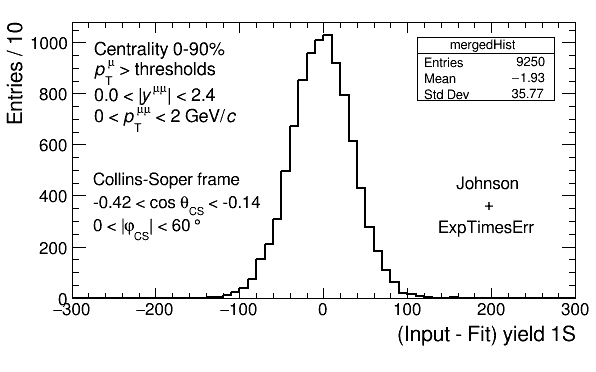 Entries / 10
1000
800
600
400
200
0
Centrality 0-90%
p_T^μ > thresholds
0.0 < |y^μμ| < 2.4
0 < p_T^μμ < 2 GeV/c
Collins-Soper frame
-0.42 < cos θ_CS < -0.14
0 < |φ_CS| < 60 °
mergedHist
Entries 9250
Mean −1.93
Std Dev 35.77
Johnson
+
ExpTimesErr
−300 −200 −100 0 100 200 300
(Input - Fit) yield 1S